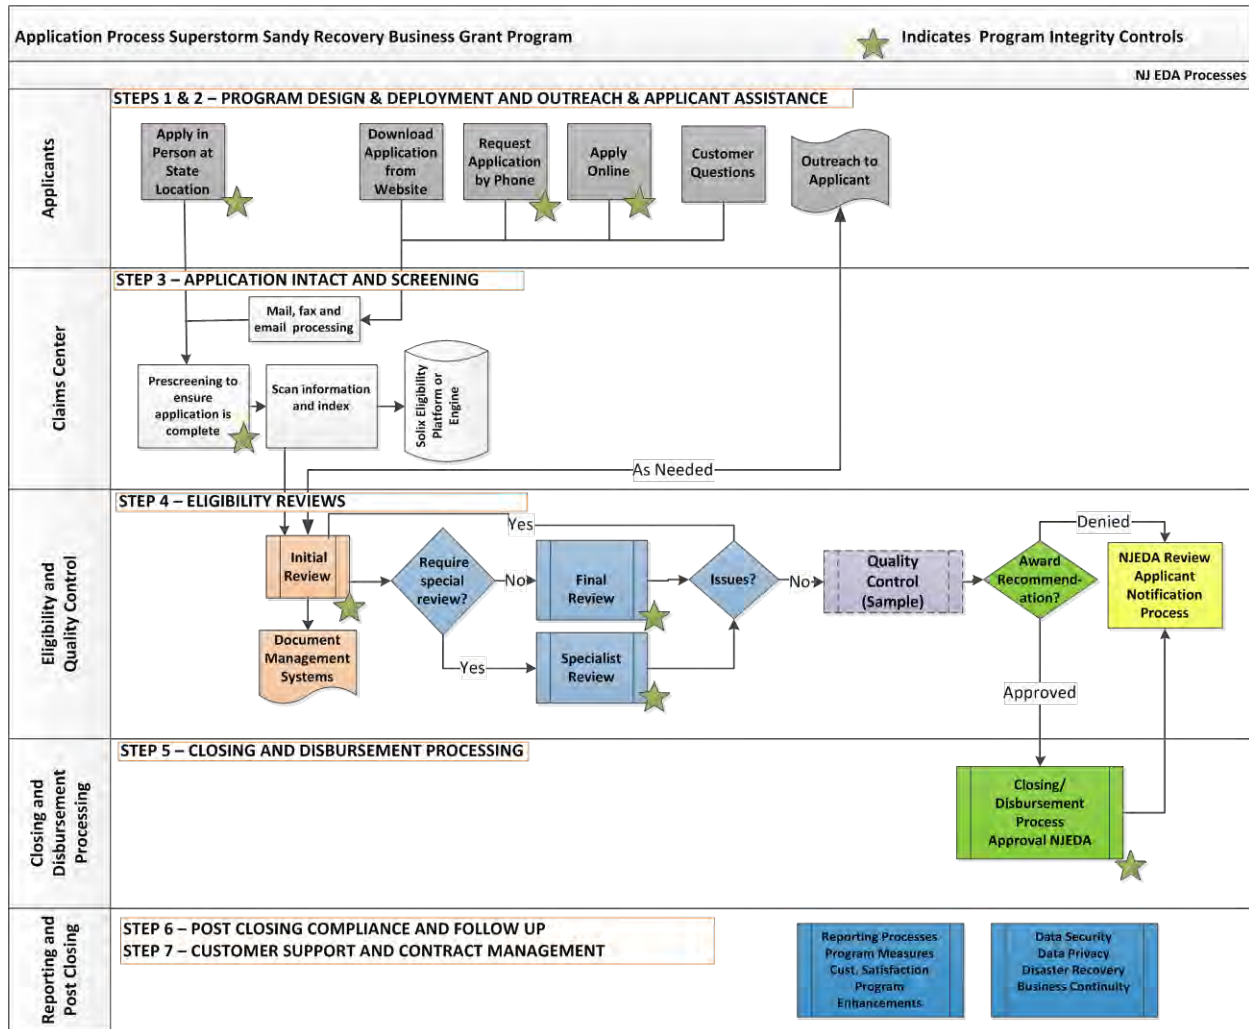 Application Process Superstorm Sandy Recovery Business Grant Program
Indicates Program Integrity Controls
NJ EDA Processes
Applicants
STEPS 1 & 2 – PROGRAM DESIGN & DEPLOYMENT AND OUTREACH & APPLICANT ASSISTANCE
Apply in
Person at
State
Location
Download
Application
from
Website
Request
Application
by Phone
Apply
Online
Customer
Questions
Outreach to
Applicant
Claims Center
STEP 3 – APPLICATION INTACT AND SCREENING
Mail, fax and
email processing
Prescreening to
ensure
application is
complete
Scan information
and index
Solix Eligibility
Platform or
Engine
As Needed
Eligibility and
Quality Control
STEP 4 – ELIGIBILITY REVIEWS
Initial
Review
Document
Management
Systems
Require
special
review?
No
Yes
Final
Review
Specialist
Review
Yes
Issues?
No
Quality
Control
(Sample)
Award
Recommend-
ation?
Denied
Approved
NJEDA Review
Applicant
Notification
Process
Closing and
Disbursement
Processing
STEP 5 – CLOSING AND DISBURSEMENT PROCESSING
Closing/
Disbursement
Process
Approval NJEDA
Reporting and
Post Closing
STEP 6 – POST CLOSING COMPLIANCE AND FOLLOW UP
STEP 7 – CUSTOMER SUPPORT AND CONTRACT MANAGEMENT
Reporting Processes
Program Measures
Cust. Satisfaction
Program
Enhancements
Data Security
Data Privacy
Disaster Recovery
Business Continuity